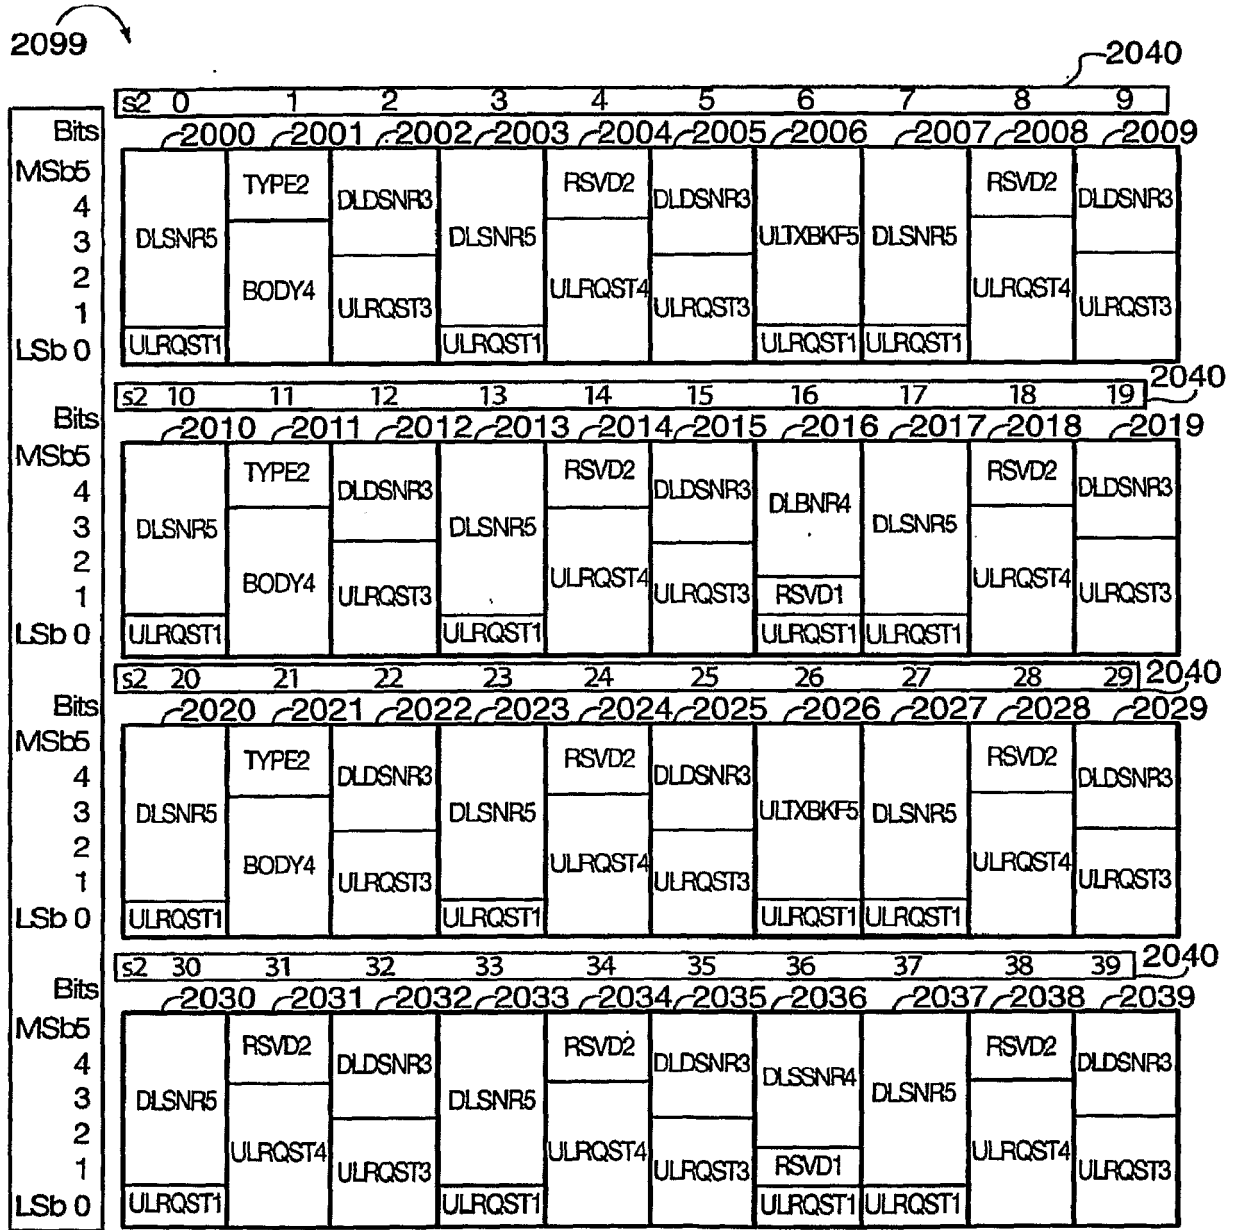 2099
2040
s2 0 1 2 3 4 5 6 7 8 9
Bits 2000 2001 2002 2003 2004 2005 2006 2007 2008 2009
MSb5 TYPE2 RSVD2 RSVD2
4 DLDSNR3 DLDSNR3 DLDSNR3
3 DLSNR5 DLSNR5 ULTXBKF5 DLSNR5
2 BODY4 ULRQST4 ULRQST4
1 ULRQST3 ULRQST3 ULRQST3
LSb 0 ULRQST1 ULRQST1 ULRQST1 ULRQST1
s2 10 11 12 13 14 15 16 17 18 19 2040
Bits 2010 2011 2012 2013 2014 2015 2016 2017 2018 2019
MSb5 TYPE2 RSVD2 RSVD2
4 DLDSNR3 DLDSNR3 DLBNR4 DLDSNR3
3 DLSNR5 DLSNR5 DLSNR5
2 BODY4 ULRQST4 ULRQST4
1 ULRQST3 ULRQST3 RSVD1 ULRQST3
LSb 0 ULRQST1 ULRQST1 ULRQST1 ULRQST1
s2 20 21 22 23 24 25 26 27 28 29 2040
Bits 2020 2021 2022 2023 2024 2025 2026 2027 2028 2029
MSb5 TYPE2 RSVD2 RSVD2
4 DLDSNR3 DLDSNR3 DLDSNR3
3 DLSNR5 DLSNR5 ULTXBKF5 DLSNR5
2 BODY4 ULRQST4 ULRQST4
1 ULRQST3 ULRQST3 ULRQST3
LSb 0 ULRQST1 ULRQST1 ULRQST1 ULRQST1
s2 30 31 32 33 34 35 36 37 38 39 2040
Bits 2030 2031 2032 2033 2034 2035 2036 2037 2038 2039
MSb5 RSVD2 RSVD2 RSVD2
4 DLDSNR3 DLDSNR3 DLSSNR4 DLDSNR3
3 DLSNR5 DLSNR5 DLSNR5
2 ULRQST4 ULRQST4 ULRQST4
1 ULRQST3 ULRQST3 RSVD1 ULRQST3
LSb 0 ULRQST1 ULRQST1 ULRQST1 ULRQST1